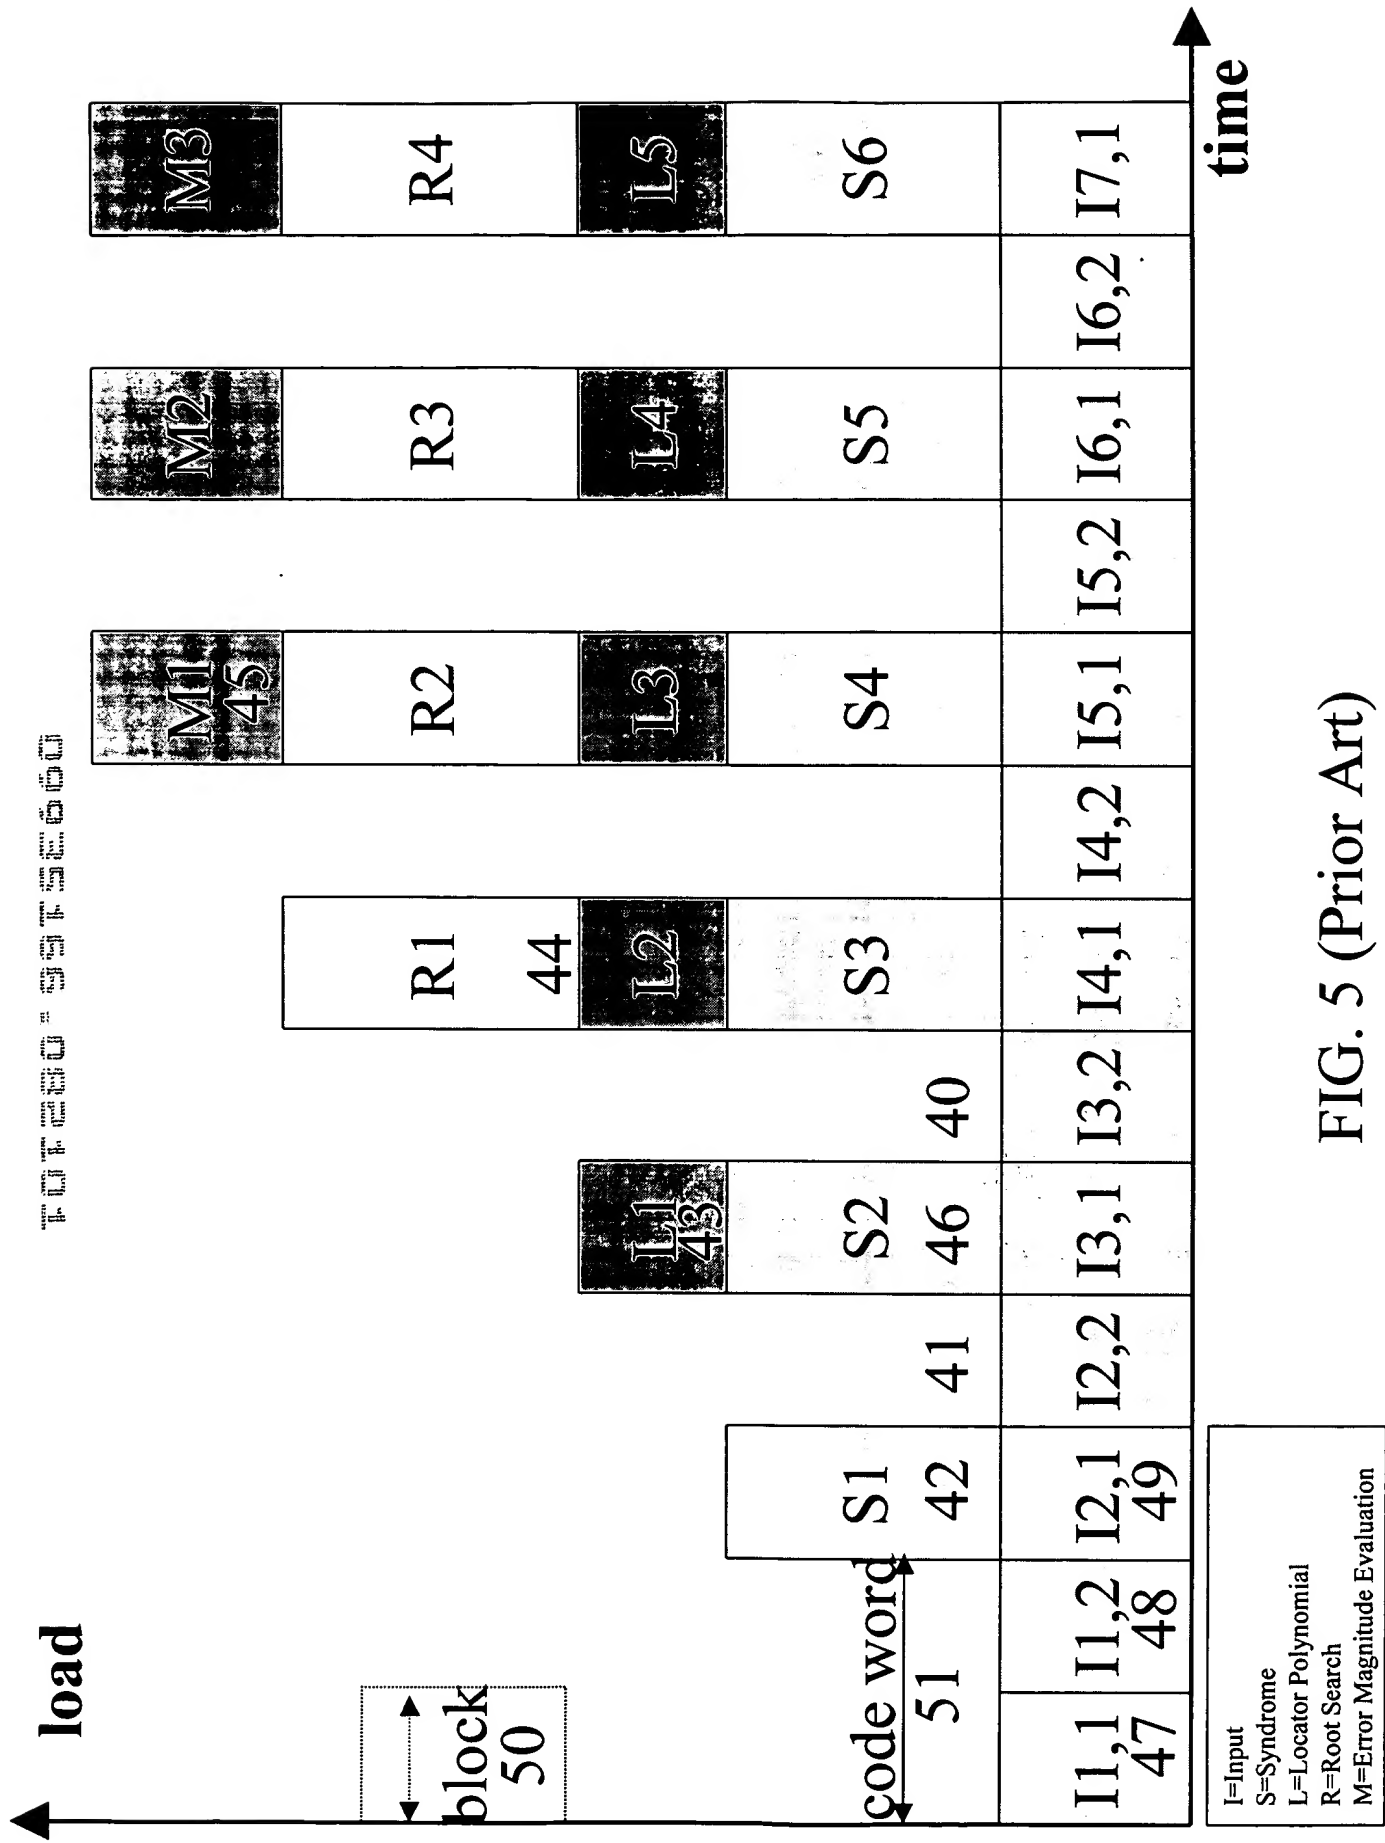 load
time
block
50
code word
51
M1
45
M2
M3
R1
44
R2
R3
R4
L1
43
L2
L3
L4
L5
S1
42
41
S2
46
40
S3
S4
S5
S6
I1,1
47
I1,2
48
I2,1
49
I2,2
I3,1
I3,2
I4,1
I4,2
I5,1
I5,2
I6,1
I6,2
I7,1
I=Input
S=Syndrome
L=Locator Polynomial
R=Root Search
M=Error Magnitude Evaluation
FIG. 5 (Prior Art)